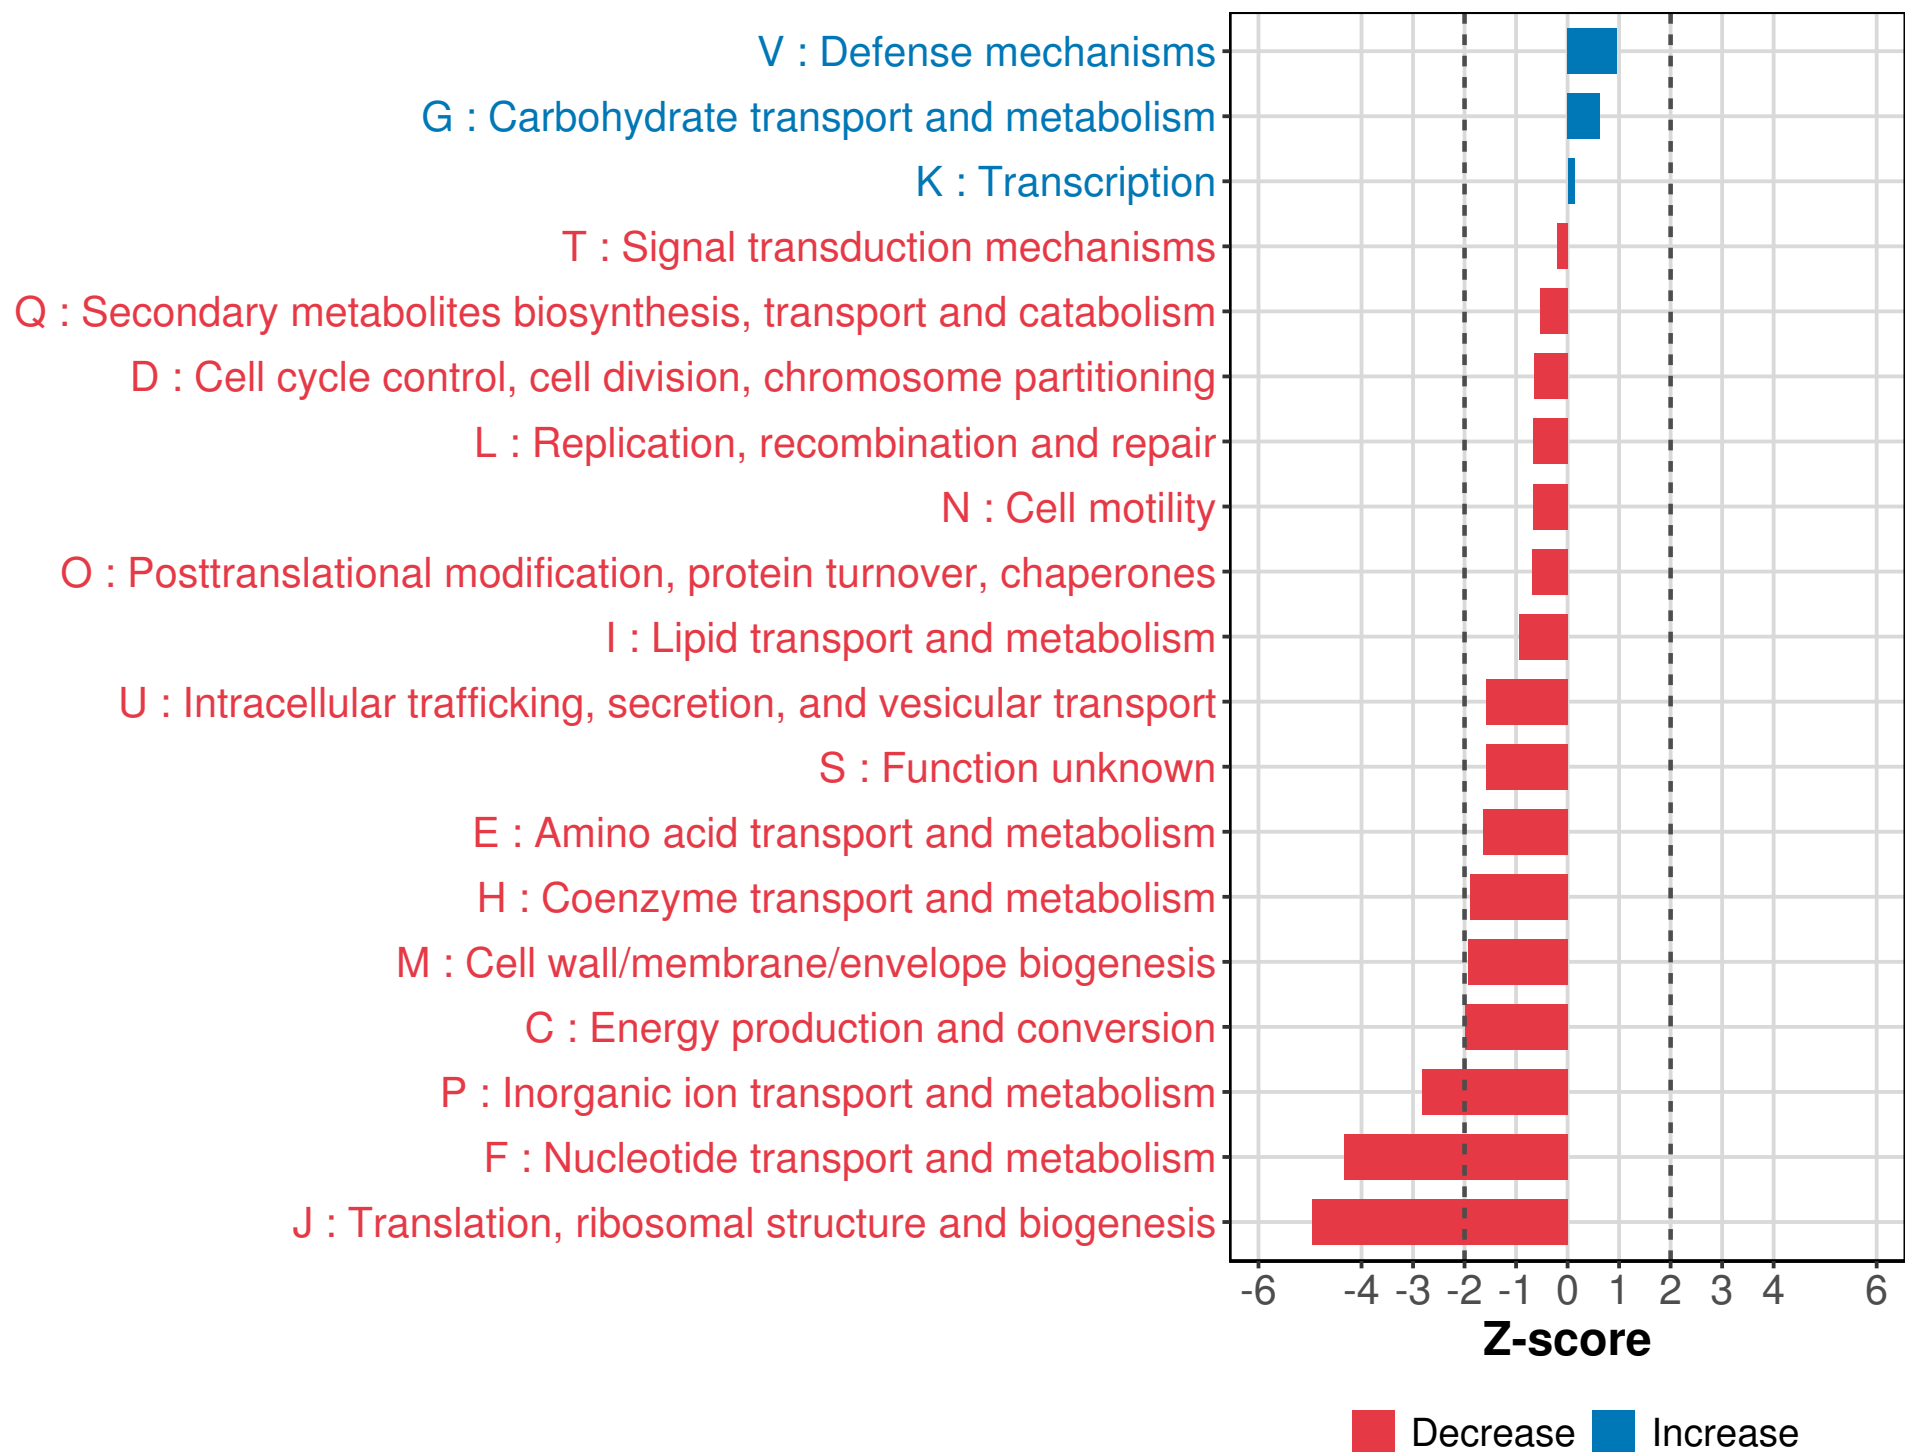 V : Defense mechanisms
G : Carbohydrate transport and metabolism
K : Transcription
T : Signal transduction mechanisms
Q : Secondary metabolites biosynthesis, transport and catabolism
D : Cell cycle control, cell division, chromosome partitioning
L : Replication, recombination and repair
N : Cell motility
O : Posttranslational modification, protein turnover, chaperones
I : Lipid transport and metabolism
U : Intracellular trafficking, secretion, and vesicular transport
S : Function unknown
E : Amino acid transport and metabolism
H : Coenzyme transport and metabolism
M : Cell wall/membrane/envelope biogenesis
C : Energy production and conversion
P : Inorganic ion transport and metabolism
F : Nucleotide transport and metabolism
J : Translation, ribosomal structure and biogenesis
-6 -4 -3 -2 -1 0 1 2 3 4 6
Z-score
Decrease Increase